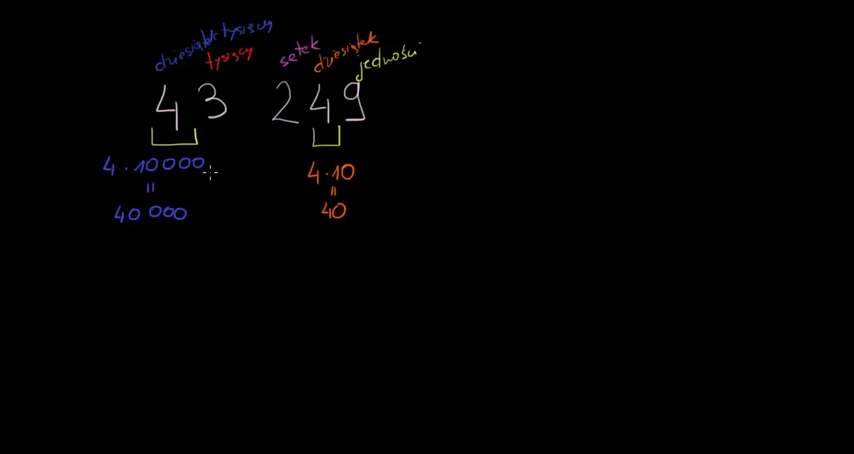 dziesiątek tysięcy
tysięcy
setek
dziesiątek
jedności
43 249
4 · 10000
4 · 10
=
=
40 000
40